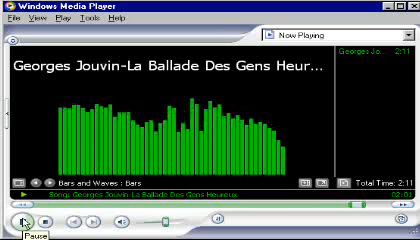 Windows Media Player
File View Play Tools Help
Now Playing
Georges Jouvin-La Ballade Des Gens Heur...
Georges Jo... 2:11
Bars and Waves : Bars
Total Time: 2:11
Song: Georges Jouvin-La Ballade Des Gens Heureux
02:01
Pause